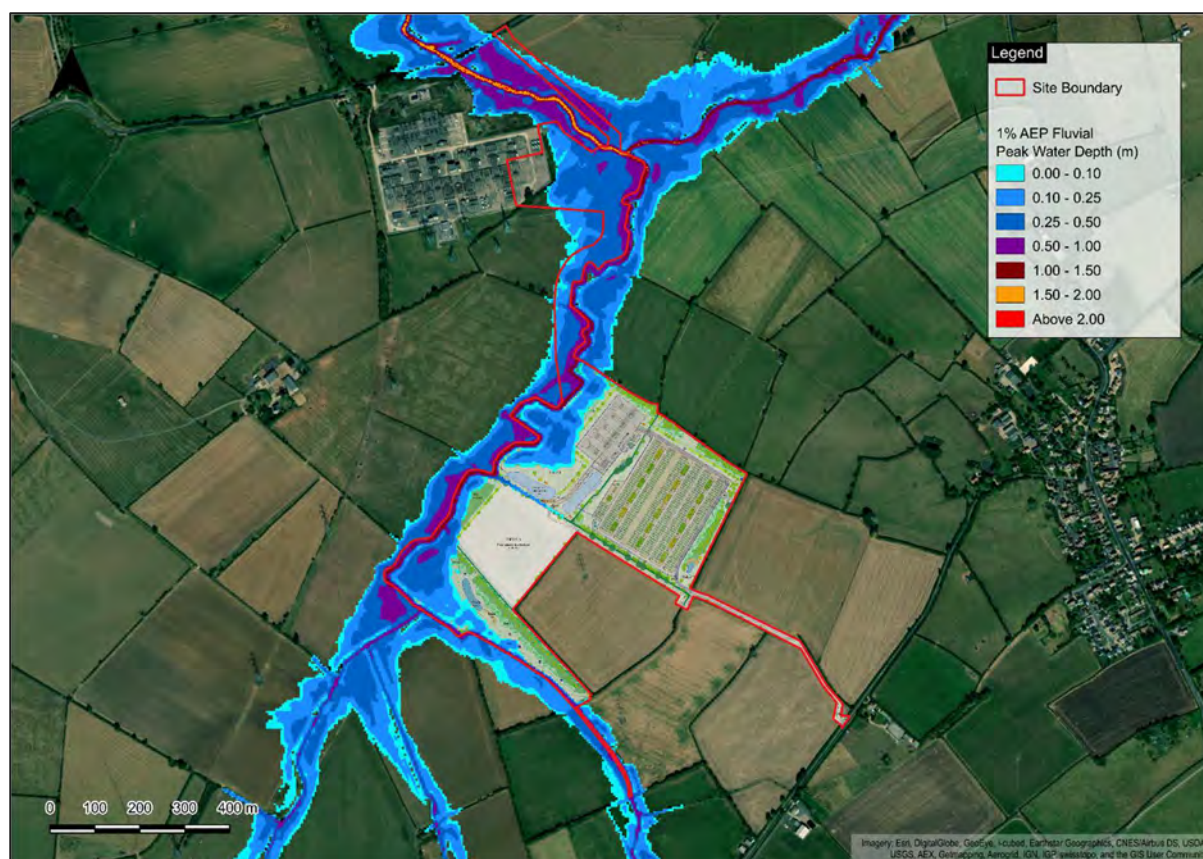 Legend
Site Boundary
1% AEP Fluvial
Peak Water Depth (m)
0.00 - 0.10
0.10 - 0.25
0.25 - 0.50
0.50 - 1.00
1.00 - 1.50
1.50 - 2.00
Above 2.00
0 100 200 300 400 m
Imagery: Esri, DigitalGlobe, GeoEye, i-cubed, Earthstar Geographics, CNES/Airbus DS, USD
USGS, AEX, Getmapping, Aerogrid, IGN, IGP, swisstopo, and the GIS User Commun